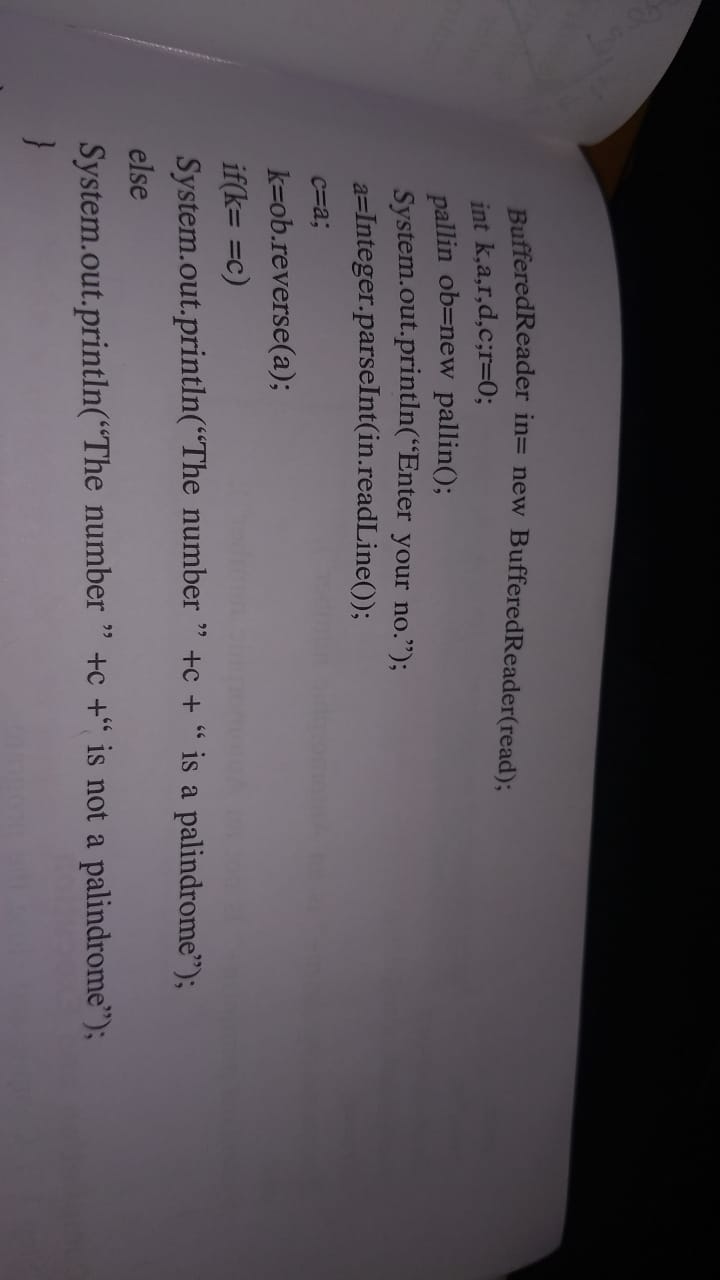 BufferedReader in= new BufferedReader(read);
int k,a,r,d,c;r=0;
pallin ob=new pallin();
System.out.println(“Enter your no.”);
a=Integer.parseInt(in.readLine());
c=a;
k=ob.reverse(a);
if(k= =c)
System.out.println(“The number ” +c + “ is a palindrome”);
else
System.out.println(“The number ” +c +“ is not a palindrome”);
}